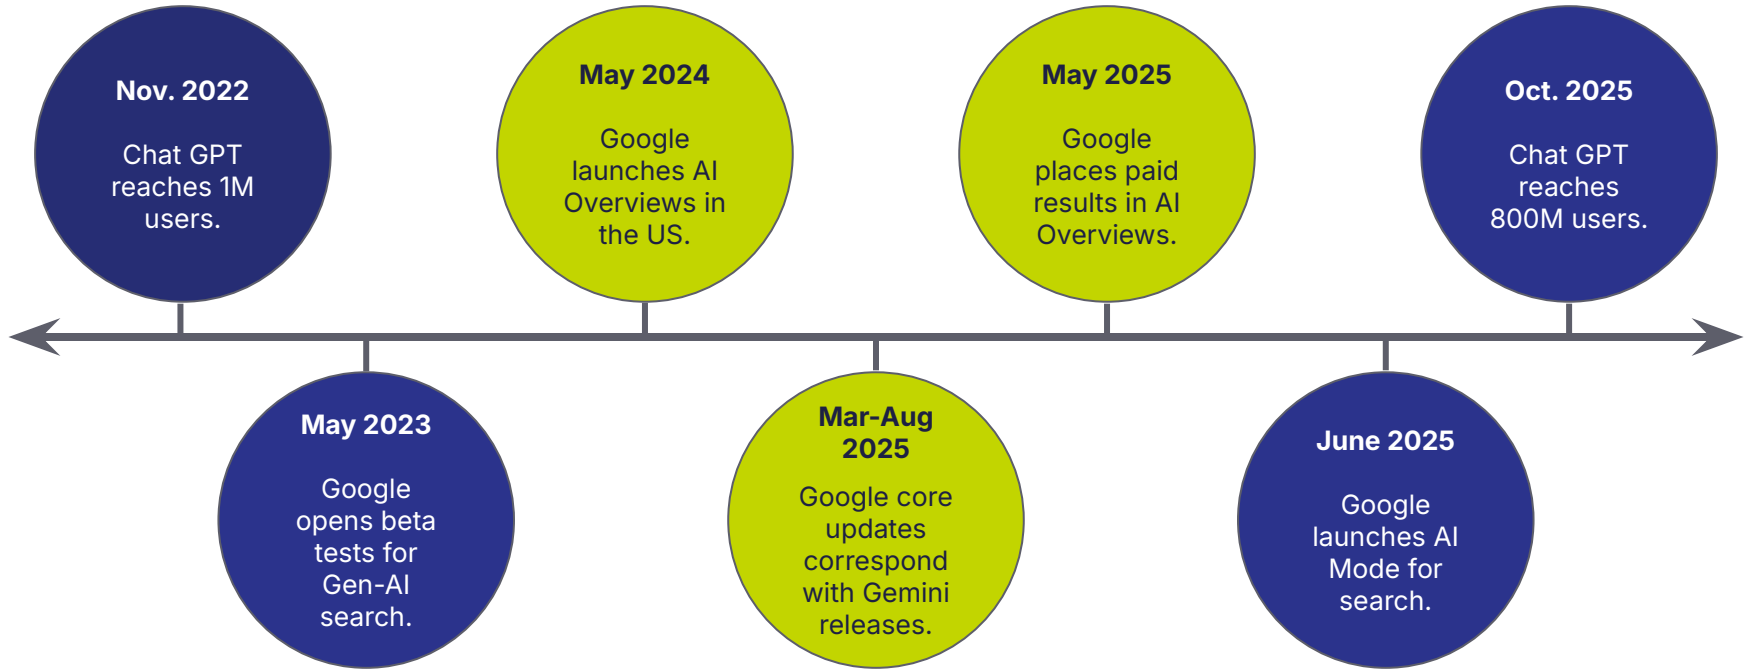 Nov. 2022
Chat GPT
reaches 1M
users.
May 2023
Google
opens beta
tests for
Gen-AI
search.
May 2024
Google
launches AI
Overviews in
the US.
Mar-Aug
2025
Google core
updates
correspond
with Gemini
releases.
May 2025
Google
places paid
results in AI
Overviews.
June 2025
Google
launches AI
Mode for
search.
Oct. 2025
Chat GPT
reaches
800M users.